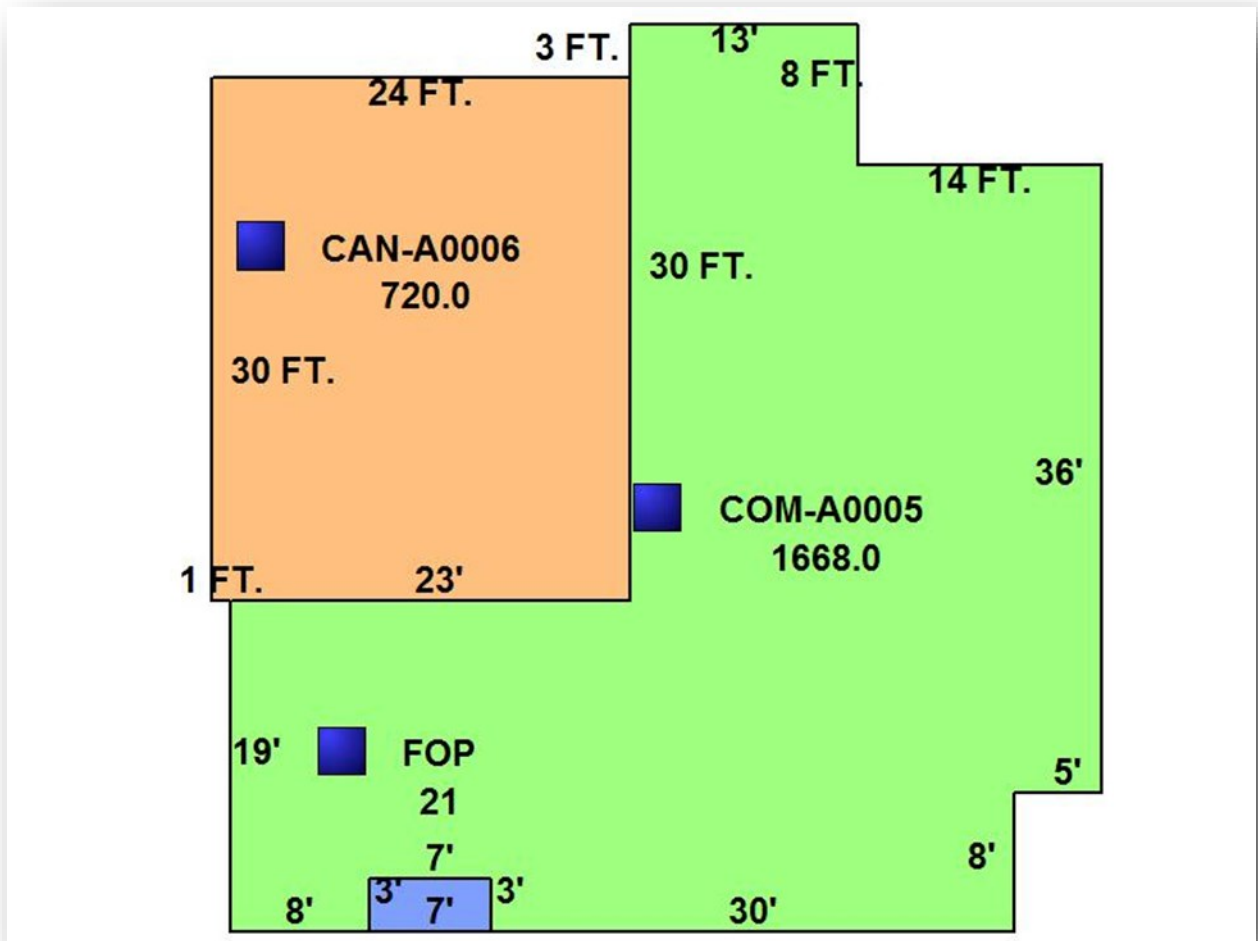 3 FT.
13'
8 FT.
24 FT.
14 FT.
CAN-A0006
720.0
30 FT.
30 FT.
36'
COM-A0005
1668.0
1 FT.
23'
19'
FOP
21
5'
7'
8'
3'
3'
8'
7'
30'